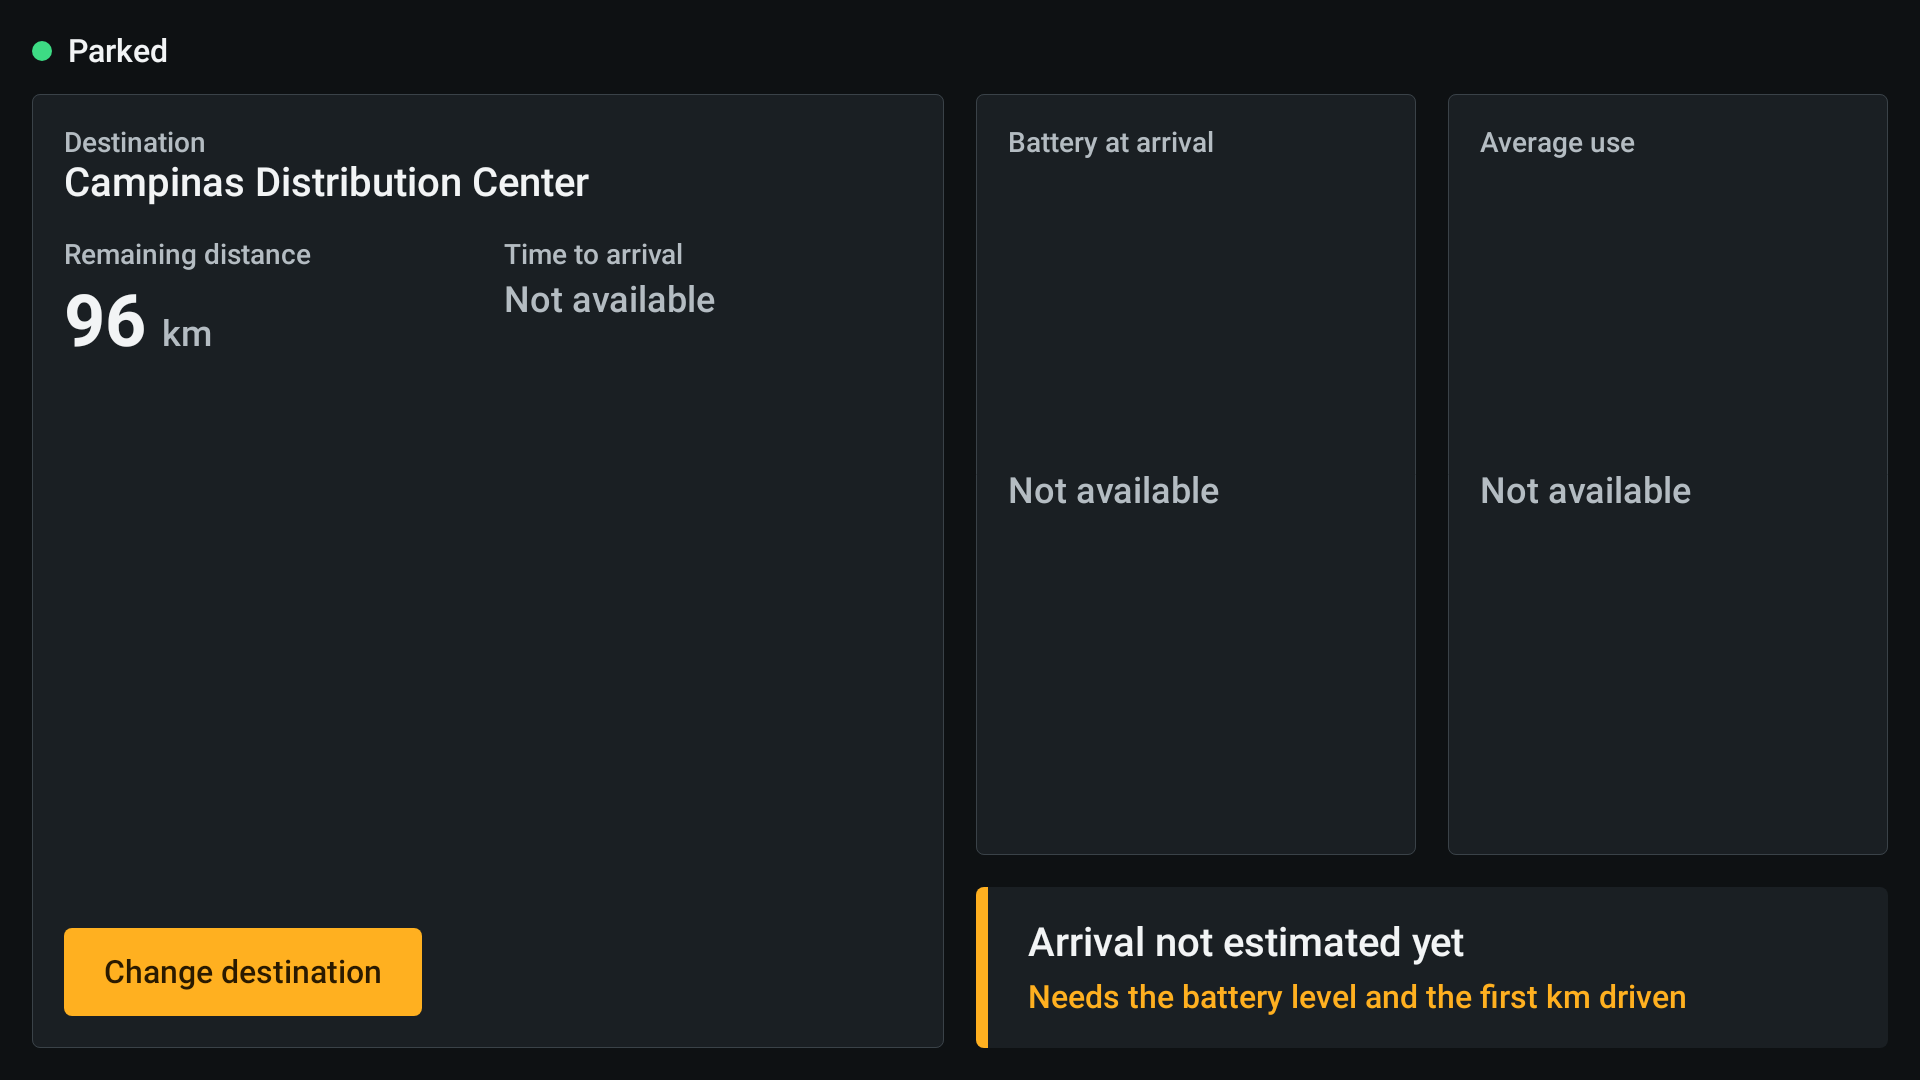 Parked
Destination
Campinas Distribution Center
Remaining distance
96 km
Time to arrival
Not available
Change destination
Battery at arrival
Not available
Average use
Not available
Arrival not estimated yet
Needs the battery level and the first km driven